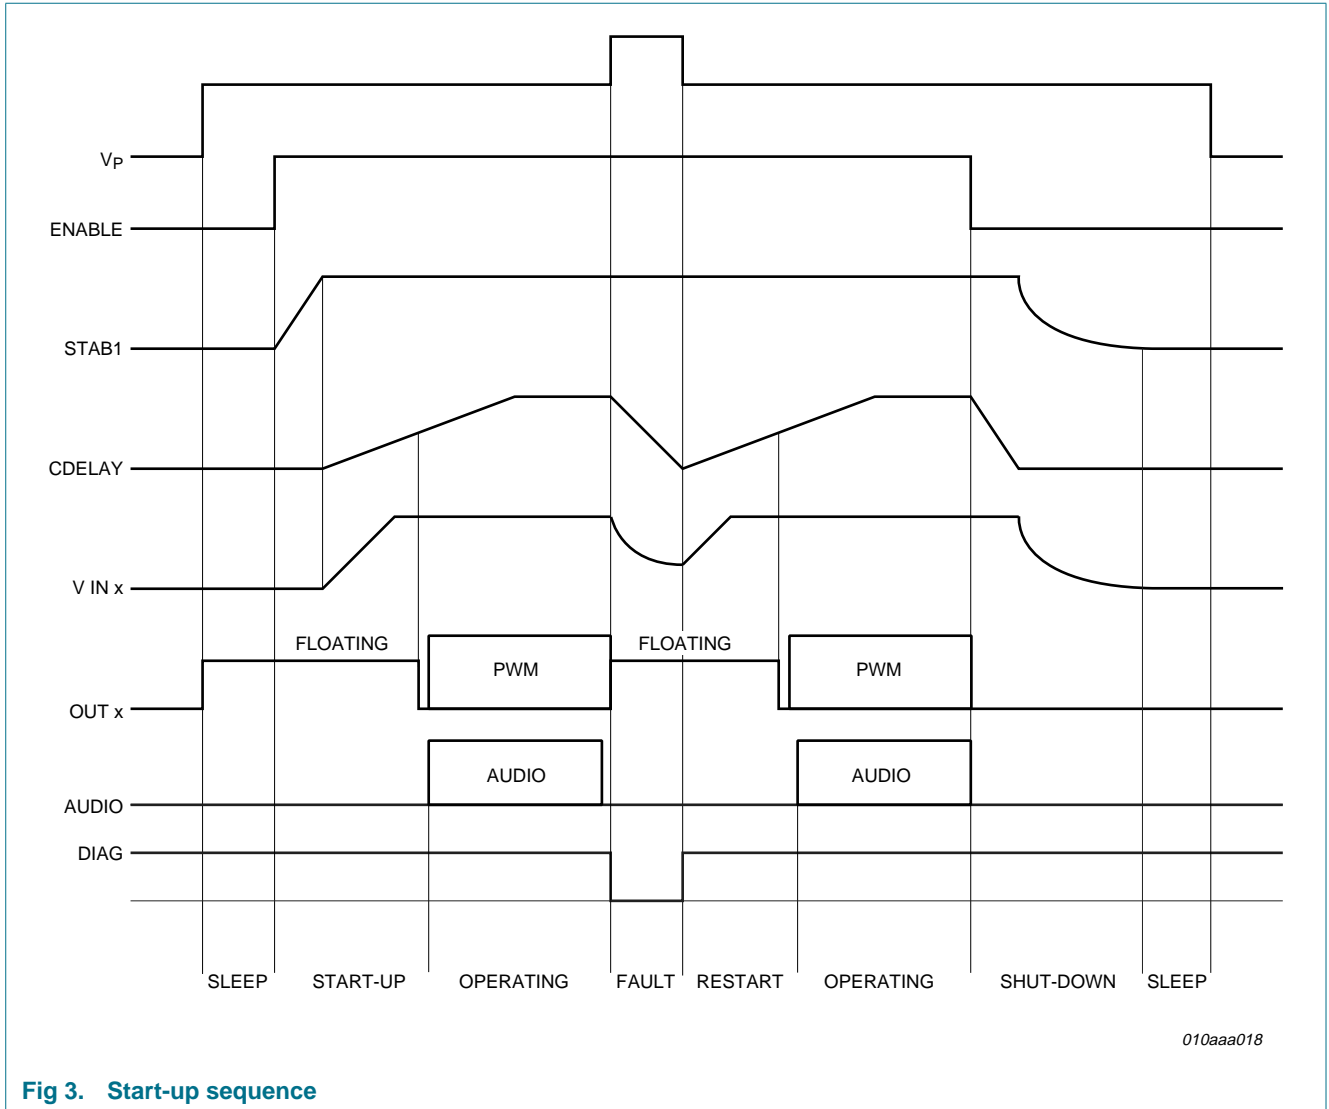 VP
ENABLE
STAB1
CDELAY
V IN x
FLOATING FLOATING
PWM PWM
OUT x
AUDIO AUDIO
AUDIO
DIAG
SLEEP START-UP OPERATING FAULT RESTART OPERATING SHUT-DOWN SLEEP
010aaa018
Fig 3. Start-up sequence